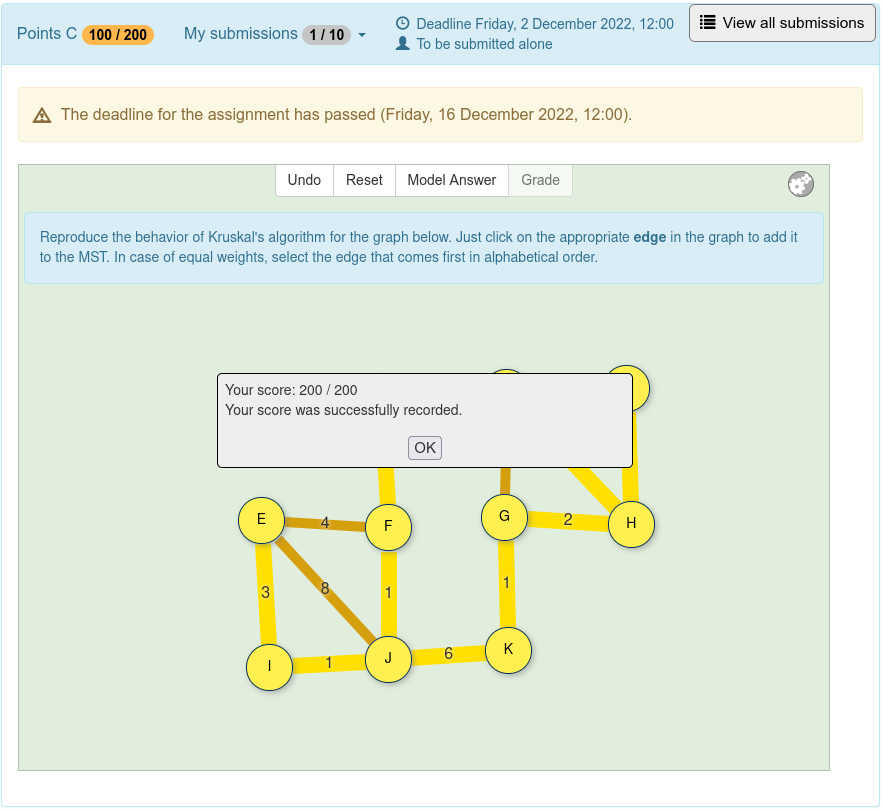 Points C 100 / 200 My submissions 1 / 10
Deadline Friday, 2 December 2022, 12:00
To be submitted alone
View all submissions
The deadline for the assignment has passed (Friday, 16 December 2022, 12:00).
Undo Reset Model Answer Grade
Reproduce the behavior of Kruskal's algorithm for the graph below. Just click on the appropriate edge in the graph to add it
to the MST. In case of equal weights, select the edge that comes first in alphabetical order.
Your score: 200 / 200
Your score was successfully recorded.
OK
E 4 F G 2 H
3 8 1 1
I 1 J 6 K